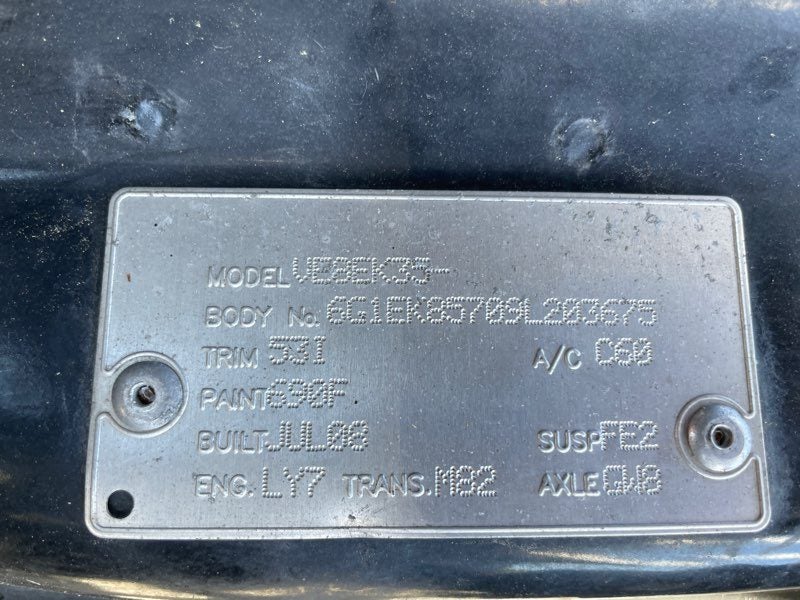 MODEL VE8EK35-
BODY No. 6G1EK85709L203675
TRIM 53I A/C C60
PAINT 690F
BUILT JUL08 SUSP FE2
ENG. LY7 TRANS. M82 AXLE GW8